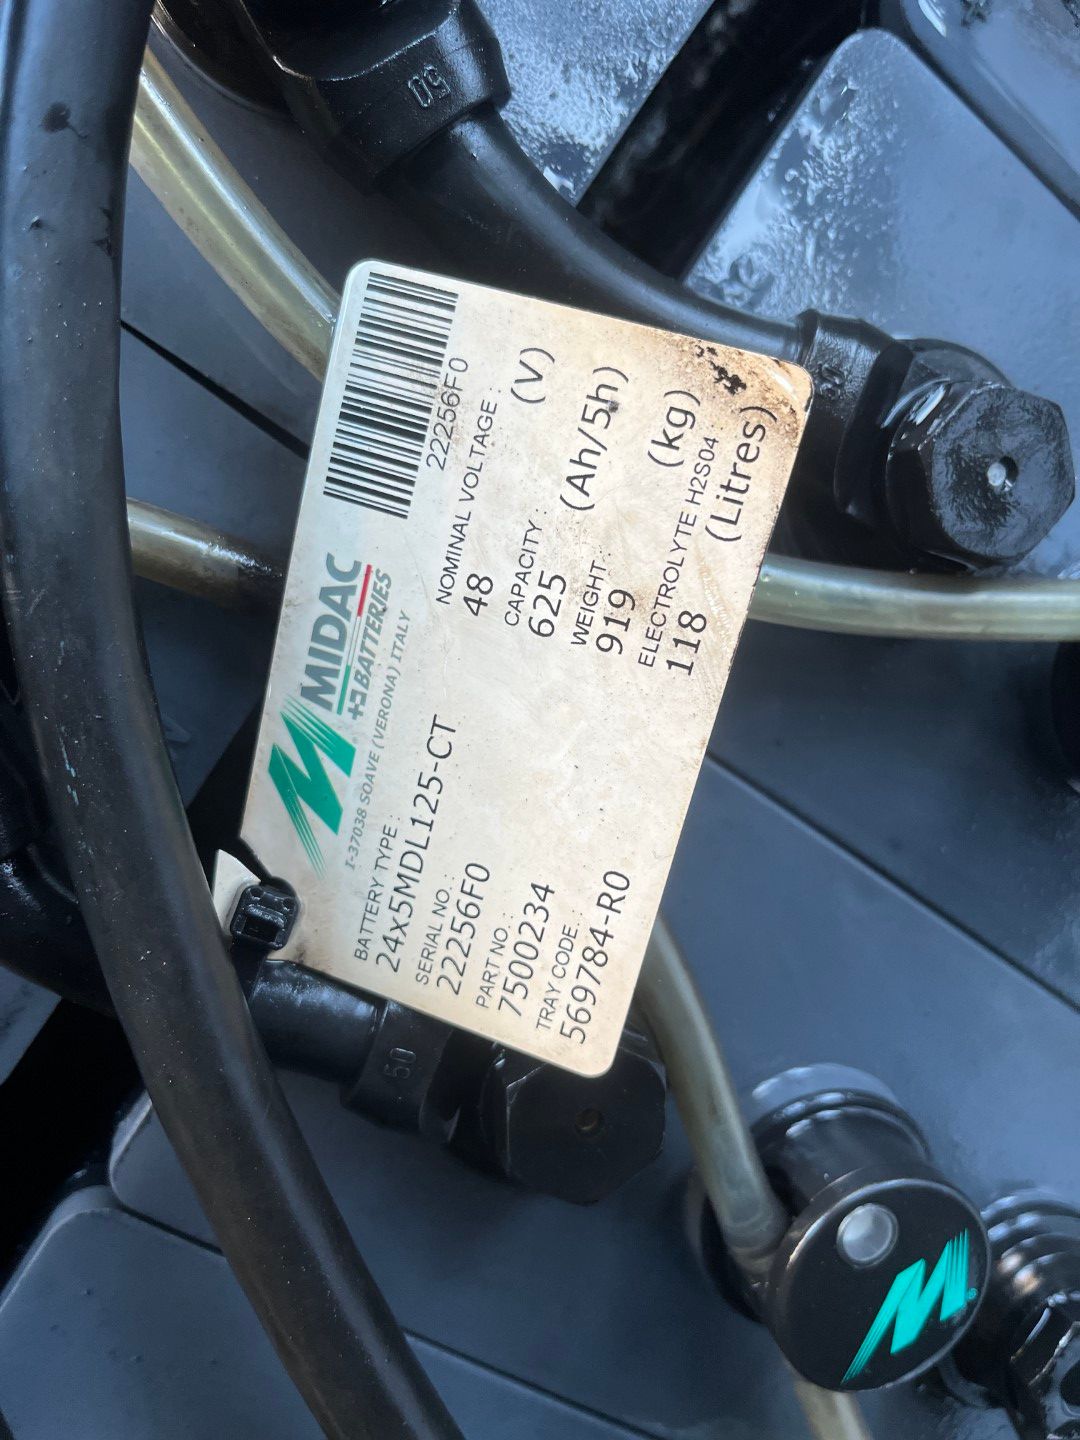 50
22256F0
MIDAC
BATTERIES
I-37038 SOAVE (VERONA) ITALY
BATTERY TYPE :
24x5MDL125-CT
SERIAL NO.:
22256F0
PART NO.:
7500234
TRAY CODE.:
569784-R0
NOMINAL VOLTAGE :
48 (V)
CAPACITY :
625 (Ah/5h)
WEIGHT:
919 (kg)
ELECTROLYTE H2SO4
118 (Litres)
50
M